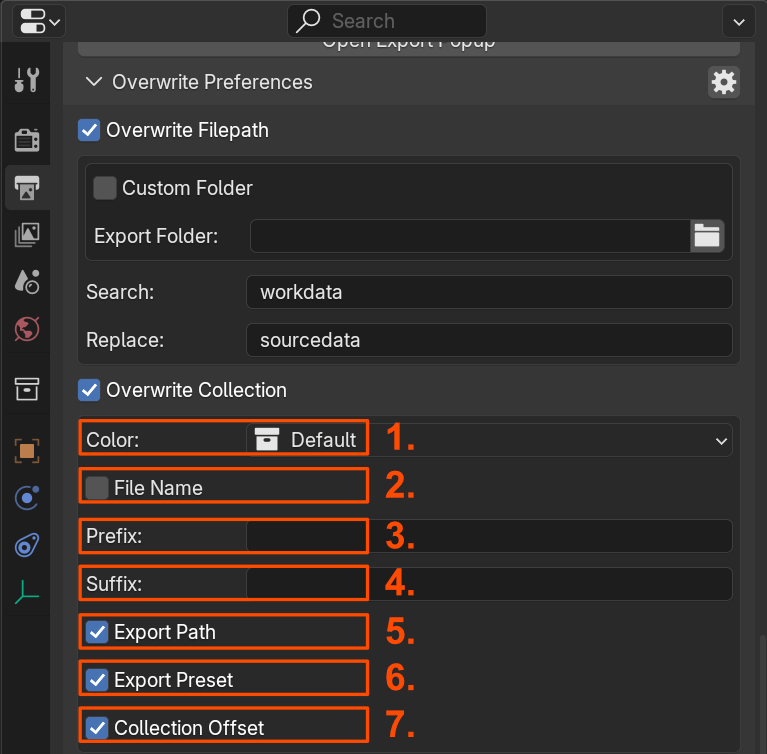 Search
Open Export Popup
Overwrite Preferences
Overwrite Filepath
Custom Folder
Export Folder:
Search: workdata
Replace: sourcedata
Overwrite Collection
Color: Default 1.
File Name 2.
Prefix: 3.
Suffix: 4.
Export Path 5.
Export Preset 6.
Collection Offset 7.